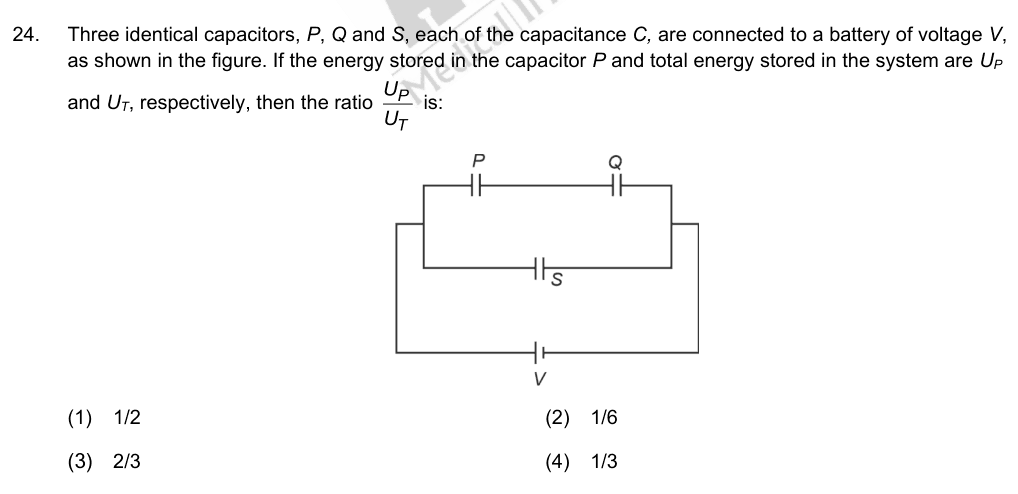 24. Three identical capacitors, P, Q and S, each of the capacitance C, are connected to a battery of voltage V,
as shown in the figure. If the energy stored in the capacitor P and total energy stored in the system are U_P
and U_T, respectively, then the ratio U_P/U_T is:
P Q
S
V
(1) 1/2 (2) 1/6
(3) 2/3 (4) 1/3